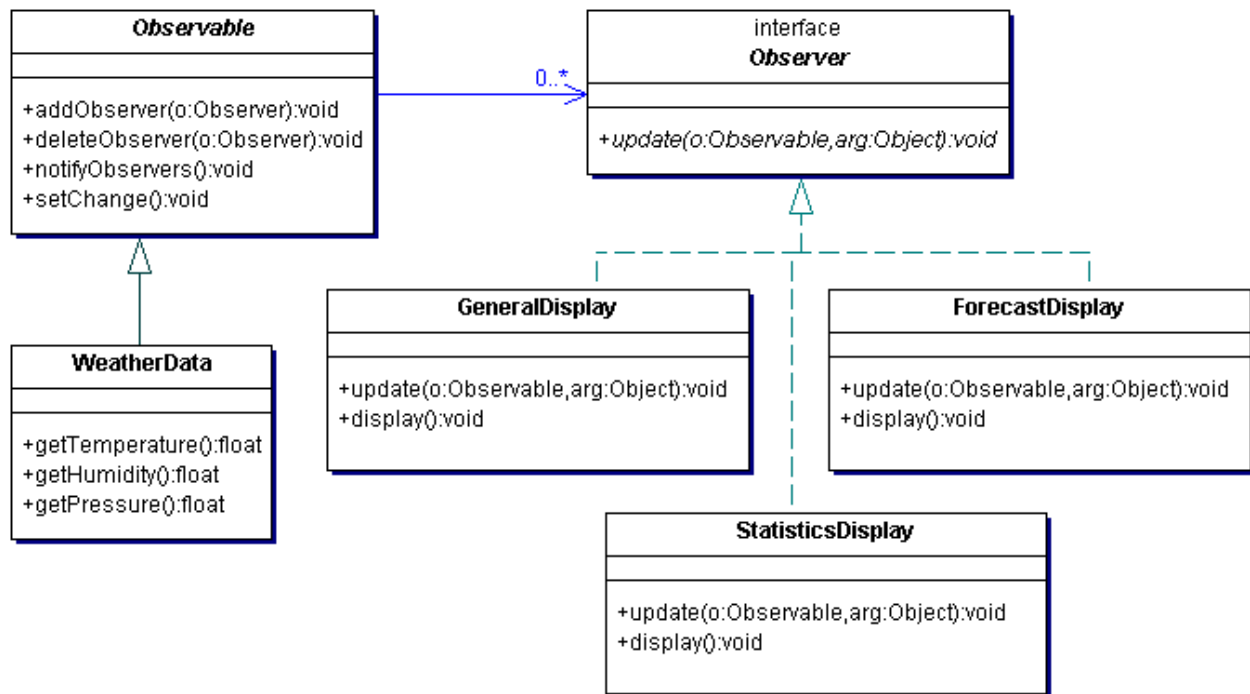 Observable
+addObserver(o:Observer):void
+deleteObserver(o:Observer):void
+notifyObservers():void
+setChange():void
0..*
interface
Observer
+update(o:Observable,arg:Object):void
WeatherData
+getTemperature():float
+getHumidity():float
+getPressure():float
GeneralDisplay
+update(o:Observable,arg:Object):void
+display():void
ForecastDisplay
+update(o:Observable,arg:Object):void
+display():void
StatisticsDisplay
+update(o:Observable,arg:Object):void
+display():void